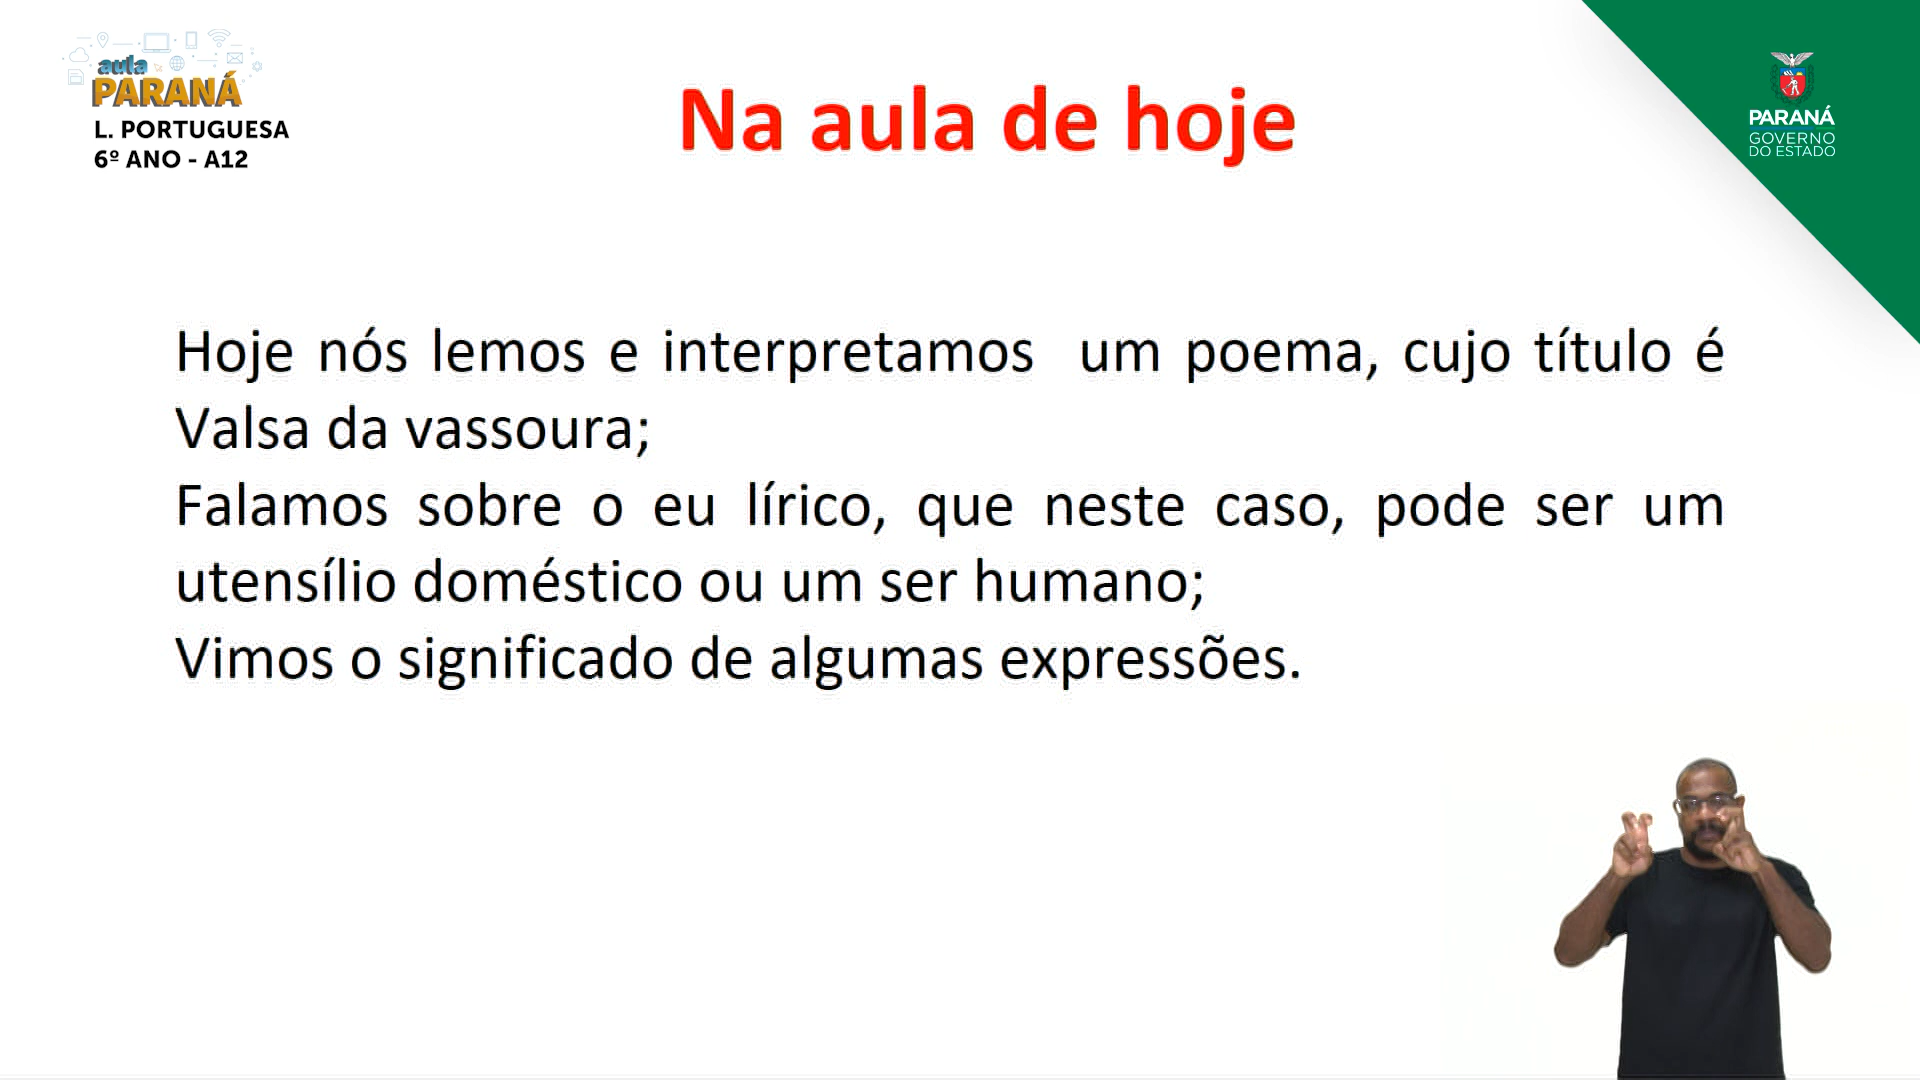 aula
PARANÁ
L. PORTUGUESA
6º ANO - A12
Na aula de hoje
PARANÁ
GOVERNO
DO ESTADO
Hoje nós lemos e interpretamos um poema, cujo título é
Valsa da vassoura;
Falamos sobre o eu lírico, que neste caso, pode ser um
utensílio doméstico ou um ser humano;
Vimos o significado de algumas expressões.